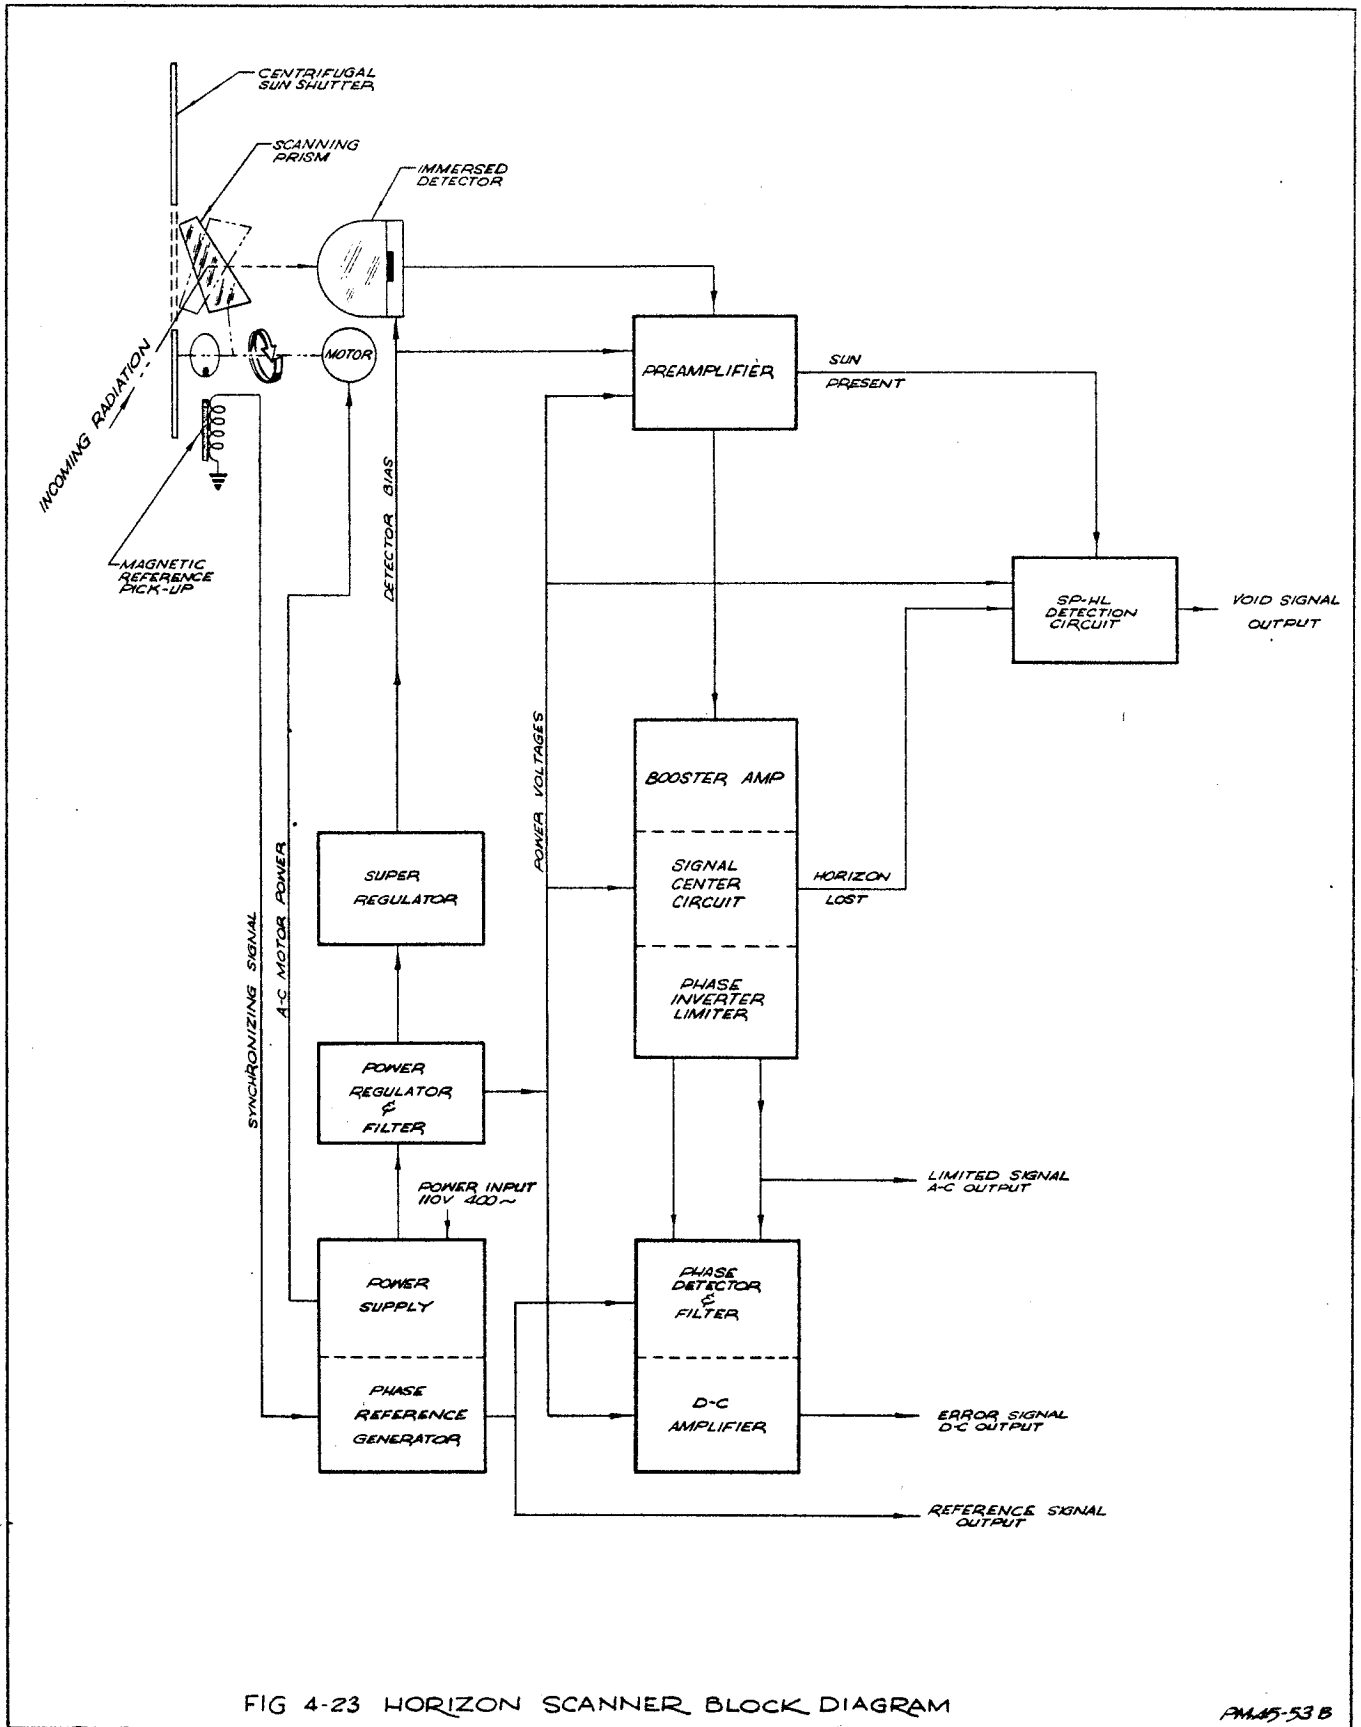 CENTRIFUGAL
SUN SHUTTER
SCANNING
PRISM
IMMERSED
DETECTOR
MOTOR
INCOMING RADIATION
MAGNETIC
REFERENCE
PICK-UP
DETECTOR BIAS
PREAMPLIFIER
SUN
PRESENT
SP-HL
DETECTION
CIRCUIT
VOID SIGNAL
OUTPUT
POWER VOLTAGES
BOOSTER AMP
SIGNAL
CENTER
CIRCUIT
HORIZON
LOST
PHASE
INVERTER
LIMITER
SUPER
REGULATOR
A-C MOTOR POWER
SYNCHRONIZING SIGNAL
POWER
REGULATOR
&
FILTER
POWER INPUT
110V 400~
LIMITED SIGNAL
A-C OUTPUT
POWER
SUPPLY
PHASE
DETECTOR
&
FILTER
PHASE
REFERENCE
GENERATOR
D-C
AMPLIFIER
ERROR SIGNAL
D-C OUTPUT
REFERENCE SIGNAL
OUTPUT
FIG 4-23 HORIZON SCANNER BLOCK DIAGRAM